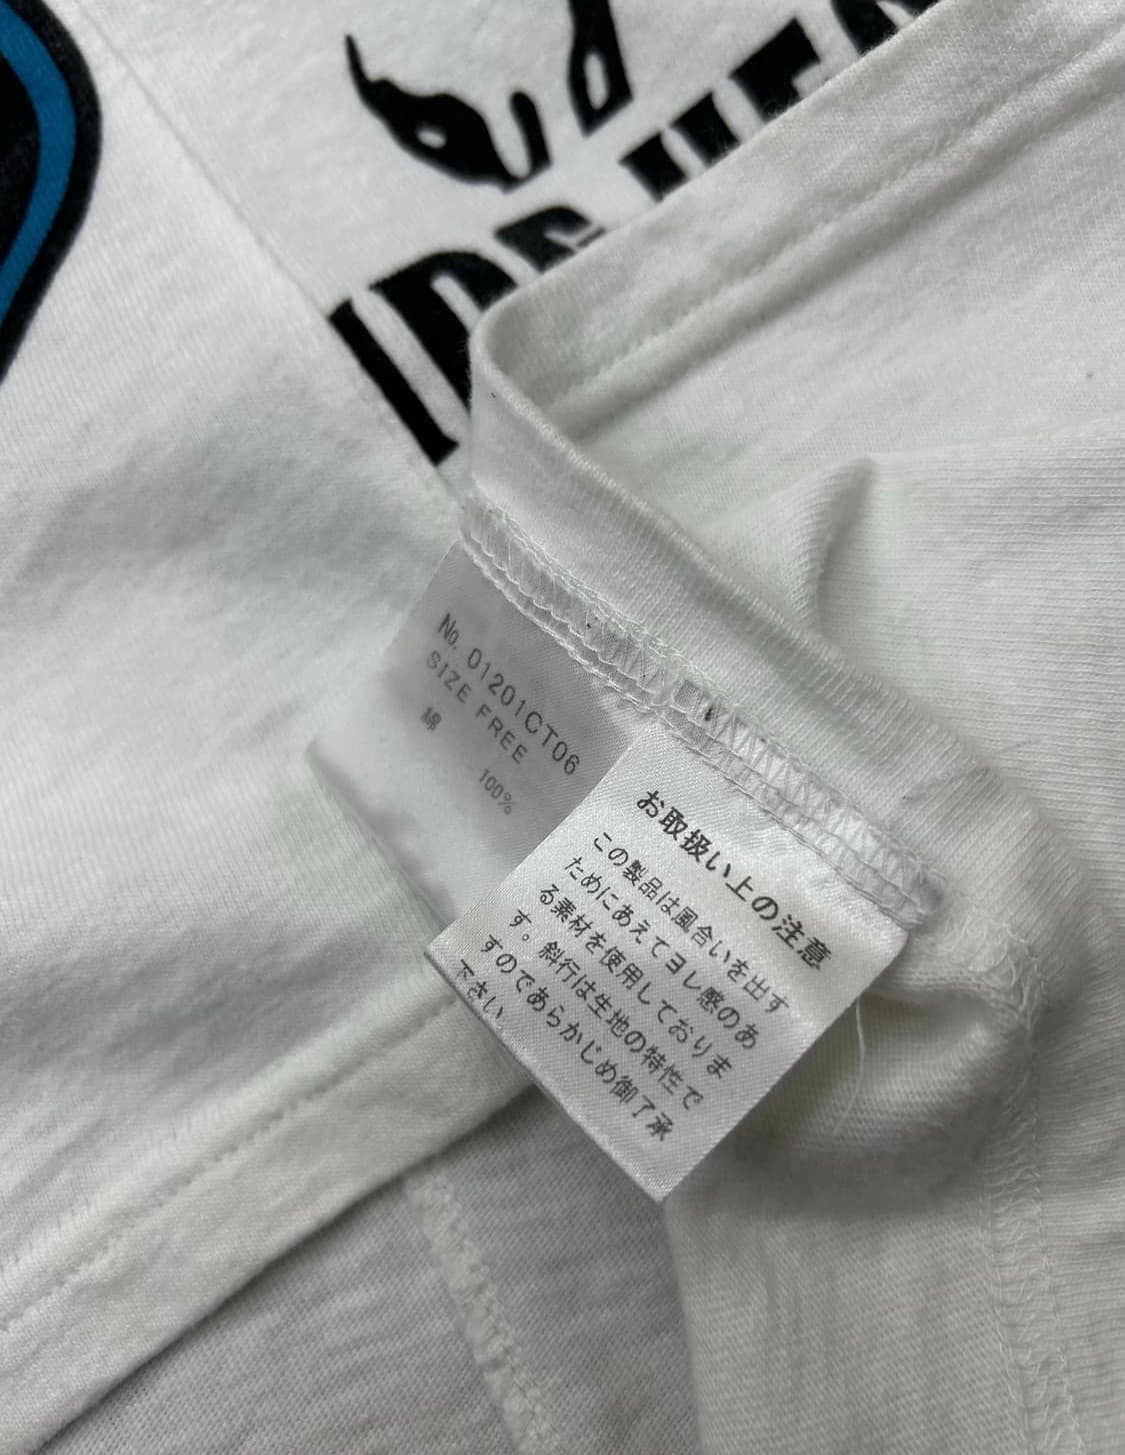 No. 01201CT06
SIZE FREE
綿 100%
お取扱い上の注意
この製品は風合いを出す
ためにあえてヨレ感のあ
る素材を使用しておりま
す。斜行は生地の特性で
すのであらかじめ御了承
下さい。